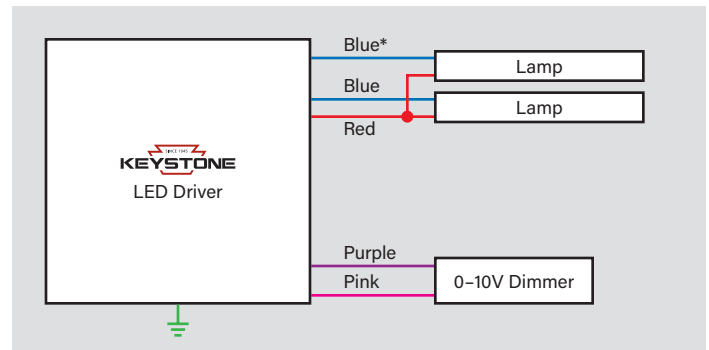 Blue*
Lamp
Blue
Lamp
Red
SINCE 1945
KEYSTONE
LED Driver
Purple
Pink
0–10V Dimmer